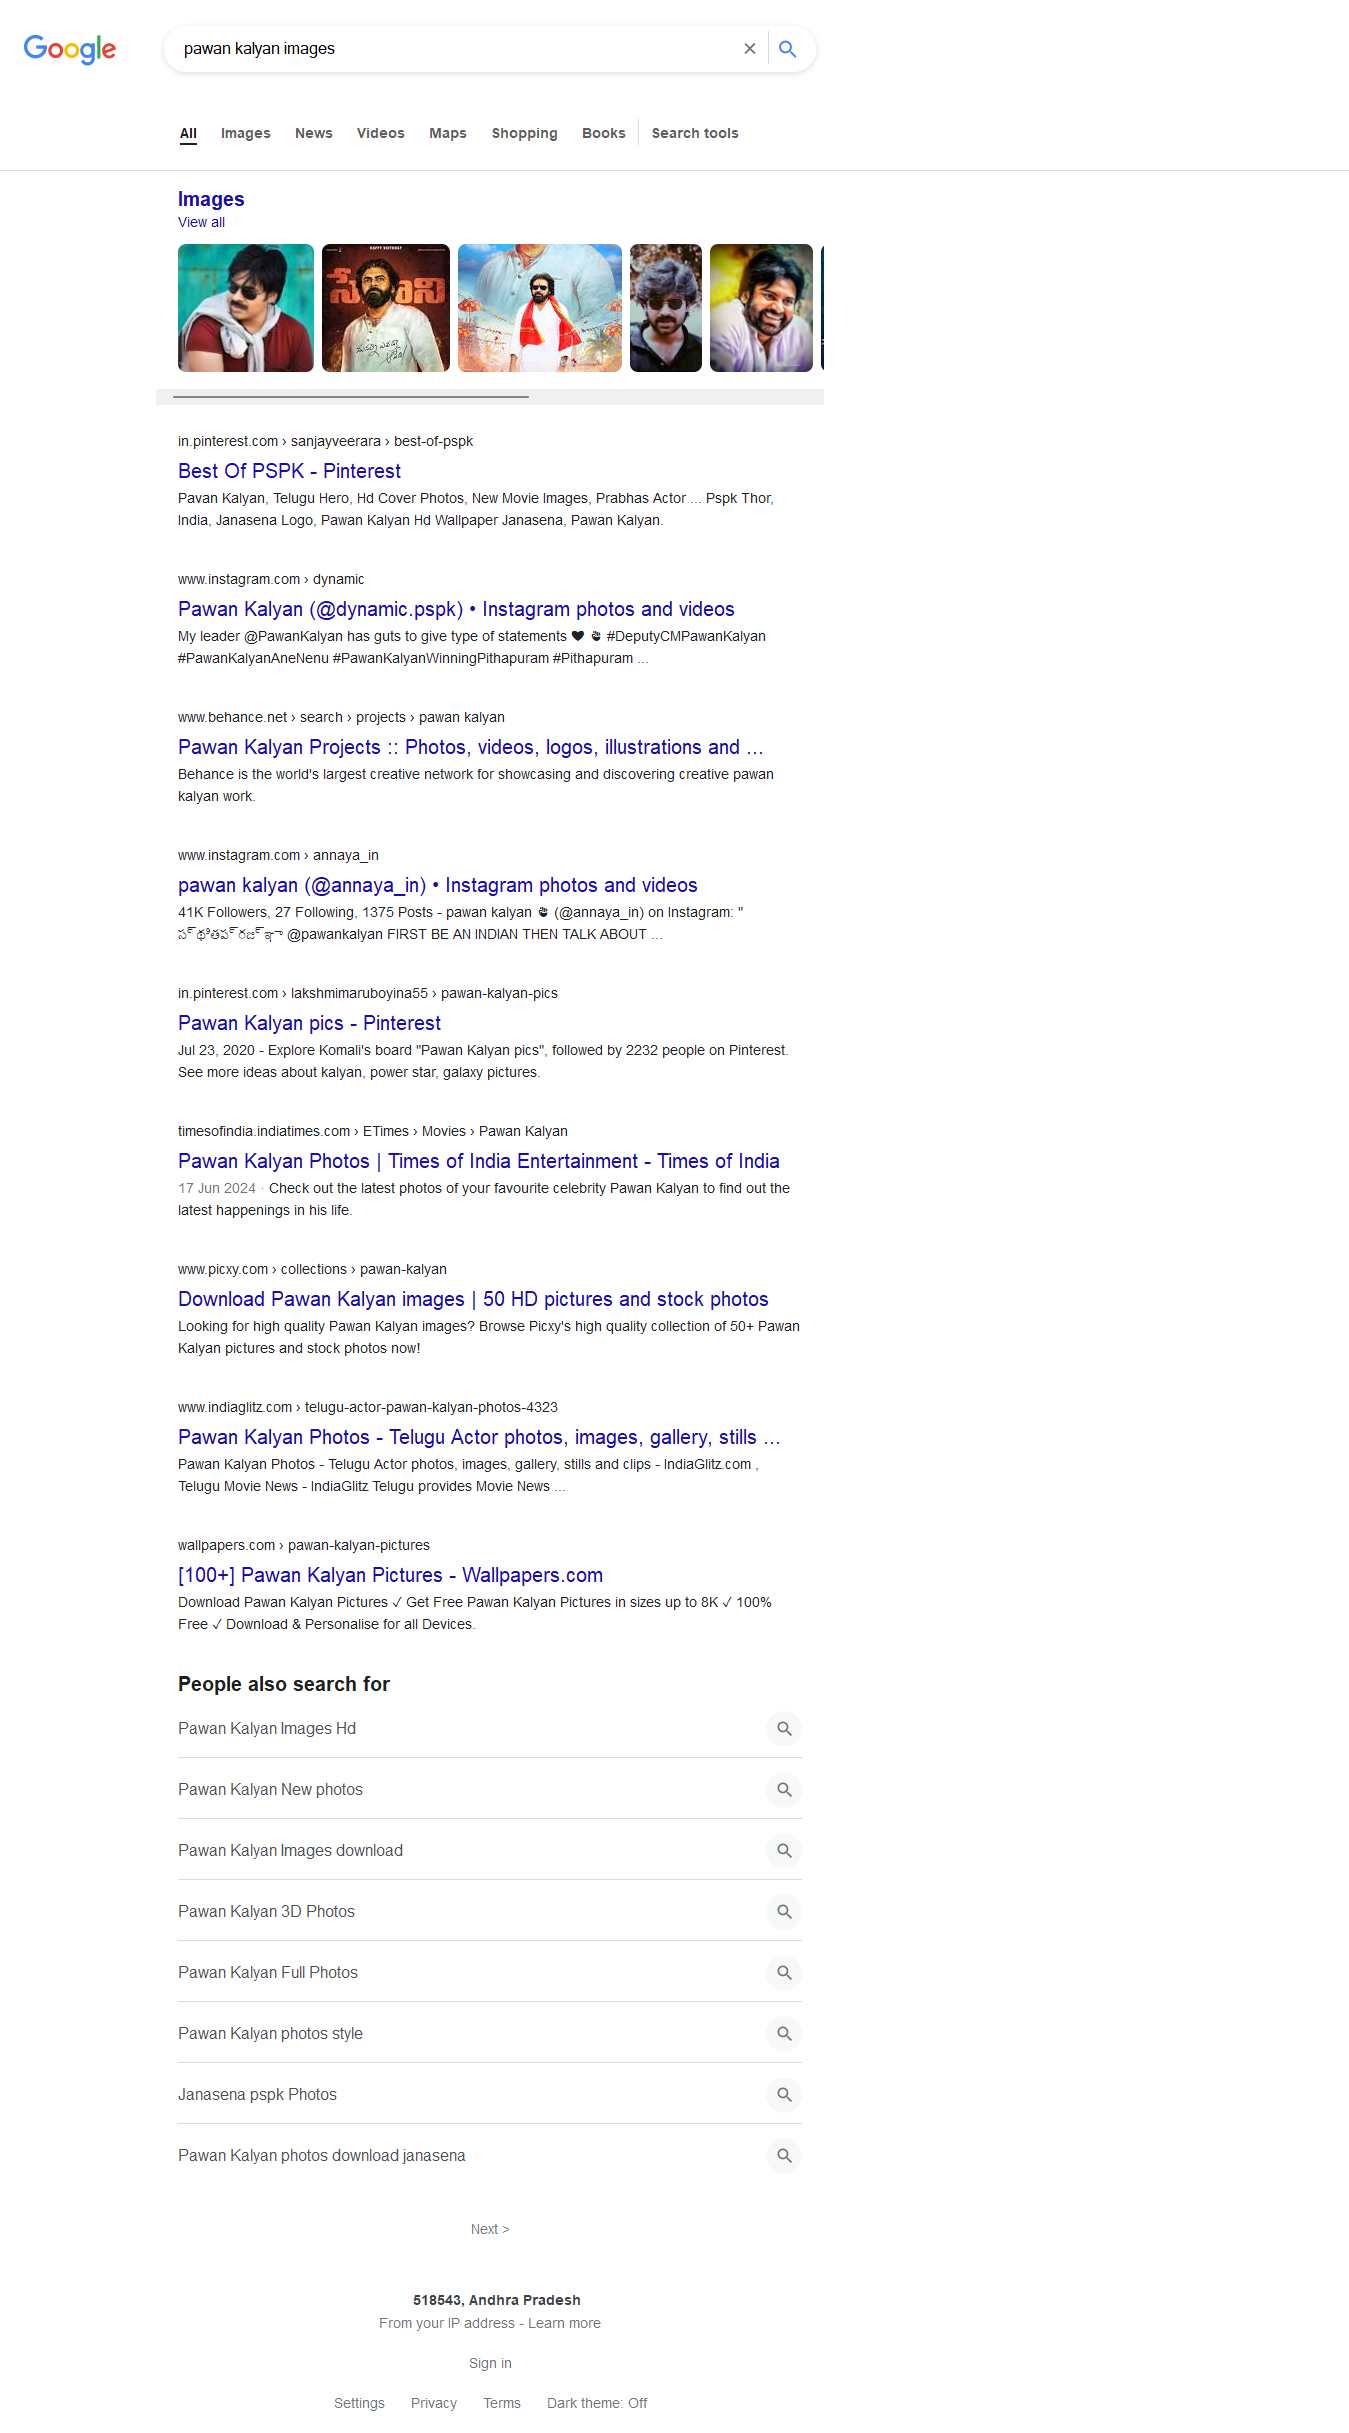 Google
pawan kalyan images
All Images News Videos Maps Shopping Books Search tools
Images
View all
HAPPY BIRTHDAY
in.pinterest.com › sanjayveerara › best-of-pspk
Best Of PSPK - Pinterest
Pavan Kalyan, Telugu Hero, Hd Cover Photos, New Movie Images, Prabhas Actor ... Pspk Thor,
India, Janasena Logo, Pawan Kalyan Hd Wallpaper Janasena, Pawan Kalyan.
www.instagram.com › dynamic
Pawan Kalyan (@dynamic.pspk) • Instagram photos and videos
My leader @PawanKalyan has guts to give type of statements ♥ ✊ #DeputyCMPawanKalyan
#PawanKalyanAneNenu #PawanKalyanWinningPithapuram #Pithapuram ...
www.behance.net › search › projects › pawan kalyan
Pawan Kalyan Projects :: Photos, videos, logos, illustrations and ...
Behance is the world's largest creative network for showcasing and discovering creative pawan
kalyan work.
www.instagram.com › annaya_in
pawan kalyan (@annaya_in) • Instagram photos and videos
41K Followers, 27 Following, 1375 Posts - pawan kalyan ✊ (@annaya_in) on Instagram: "
స్థితప్రజ్ఞా @pawankalyan FIRST BE AN INDIAN THEN TALK ABOUT ...
in.pinterest.com › lakshmimaruboyina55 › pawan-kalyan-pics
Pawan Kalyan pics - Pinterest
Jul 23, 2020 - Explore Komali's board "Pawan Kalyan pics", followed by 2232 people on Pinterest.
See more ideas about kalyan, power star, galaxy pictures.
timesofindia.indiatimes.com › ETimes › Movies › Pawan Kalyan
Pawan Kalyan Photos | Times of India Entertainment - Times of India
17 Jun 2024 · Check out the latest photos of your favourite celebrity Pawan Kalyan to find out the
latest happenings in his life.
www.picxy.com › collections › pawan-kalyan
Download Pawan Kalyan images | 50 HD pictures and stock photos
Looking for high quality Pawan Kalyan images? Browse Picxy's high quality collection of 50+ Pawan
Kalyan pictures and stock photos now!
www.indiaglitz.com › telugu-actor-pawan-kalyan-photos-4323
Pawan Kalyan Photos - Telugu Actor photos, images, gallery, stills ...
Pawan Kalyan Photos - Telugu Actor photos, images, gallery, stills and clips - IndiaGlitz.com ,
Telugu Movie News - IndiaGlitz Telugu provides Movie News ...
wallpapers.com › pawan-kalyan-pictures
[100+] Pawan Kalyan Pictures - Wallpapers.com
Download Pawan Kalyan Pictures ✓ Get Free Pawan Kalyan Pictures in sizes up to 8K ✓ 100%
Free ✓ Download & Personalise for all Devices.
People also search for
Pawan Kalyan Images Hd
Pawan Kalyan New photos
Pawan Kalyan Images download
Pawan Kalyan 3D Photos
Pawan Kalyan Full Photos
Pawan Kalyan photos style
Janasena pspk Photos
Pawan Kalyan photos download janasena
Next >
518543, Andhra Pradesh
From your IP address - Learn more
Sign in
Settings Privacy Terms Dark theme: Off